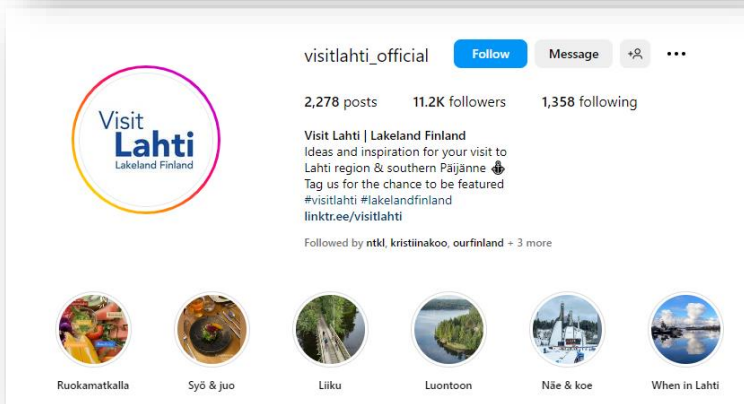 visitlahti_official Follow Message
2,278 posts 11.2K followers 1,358 following
Visit
Lahti
Lakeland Finland
Visit Lahti | Lakeland Finland
Ideas and inspiration for your visit to
Lahti region & southern Päijänne
Tag us for the chance to be featured
#visitlahti #lakelandfinland
linktr.ee/visitlahti
Followed by ntkl, kristiinakoo, ourfinland + 3 more
Ruokamatkalla Syö & juo Liiku Luontoon Näe & koe When in Lahti